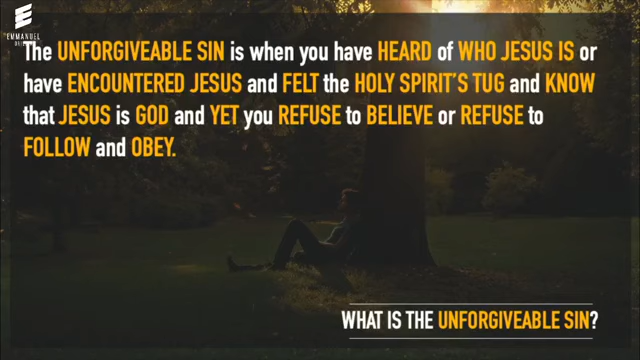 EMMANUEL
The UNFORGIVEABLE SIN is when you have HEARD of WHO JESUS IS or
have ENCOUNTERED JESUS and FELT the HOLY SPIRIT'S TUG and KNOW
that JESUS is GOD and YET you REFUSE to BELIEVE or REFUSE to
FOLLOW and OBEY.
WHAT IS THE UNFORGIVEABLE SIN?